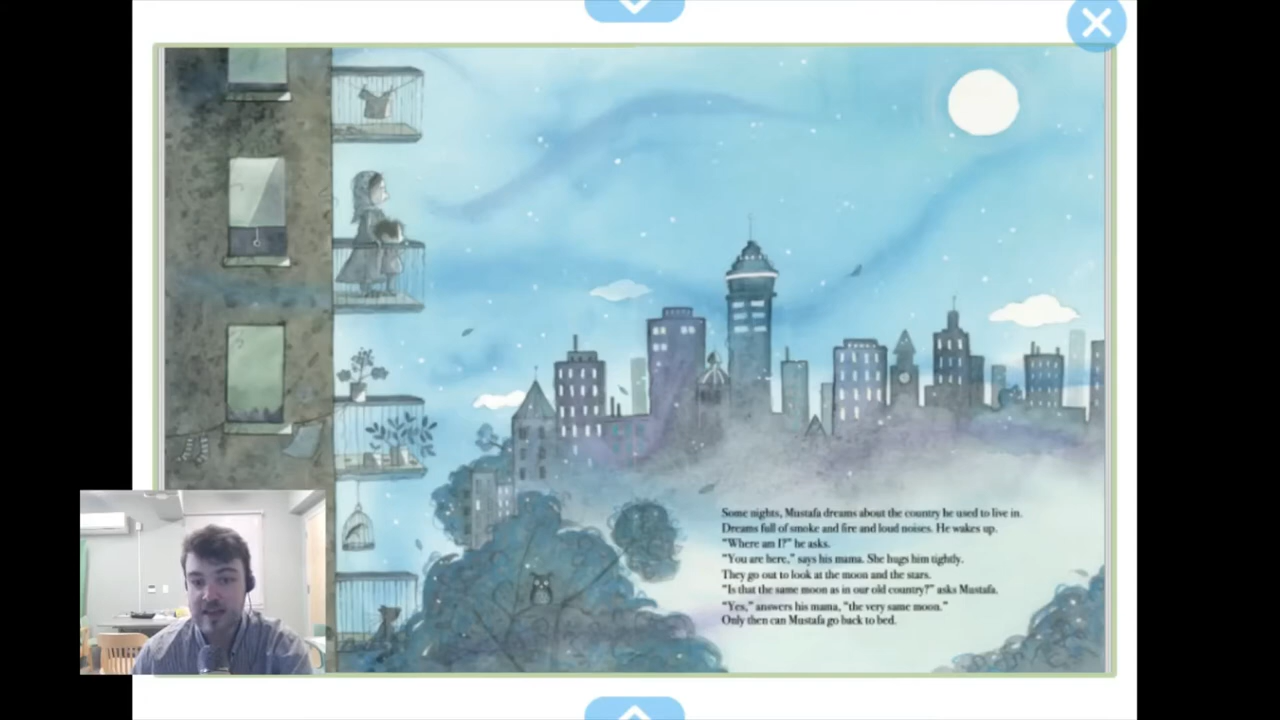 Some nights, Mustafa dreams about the country he used to live in.
Dreams full of smoke and fire and loud noises. He wakes up.
"Where am I?" he asks.
"You are here," says his mama. She hugs him tightly.
They go out to look at the moon and the stars.
"Is that the same moon as in our old country?" asks Mustafa.
"Yes," answers his mama, "the very same moon."
Only then can Mustafa go back to bed.